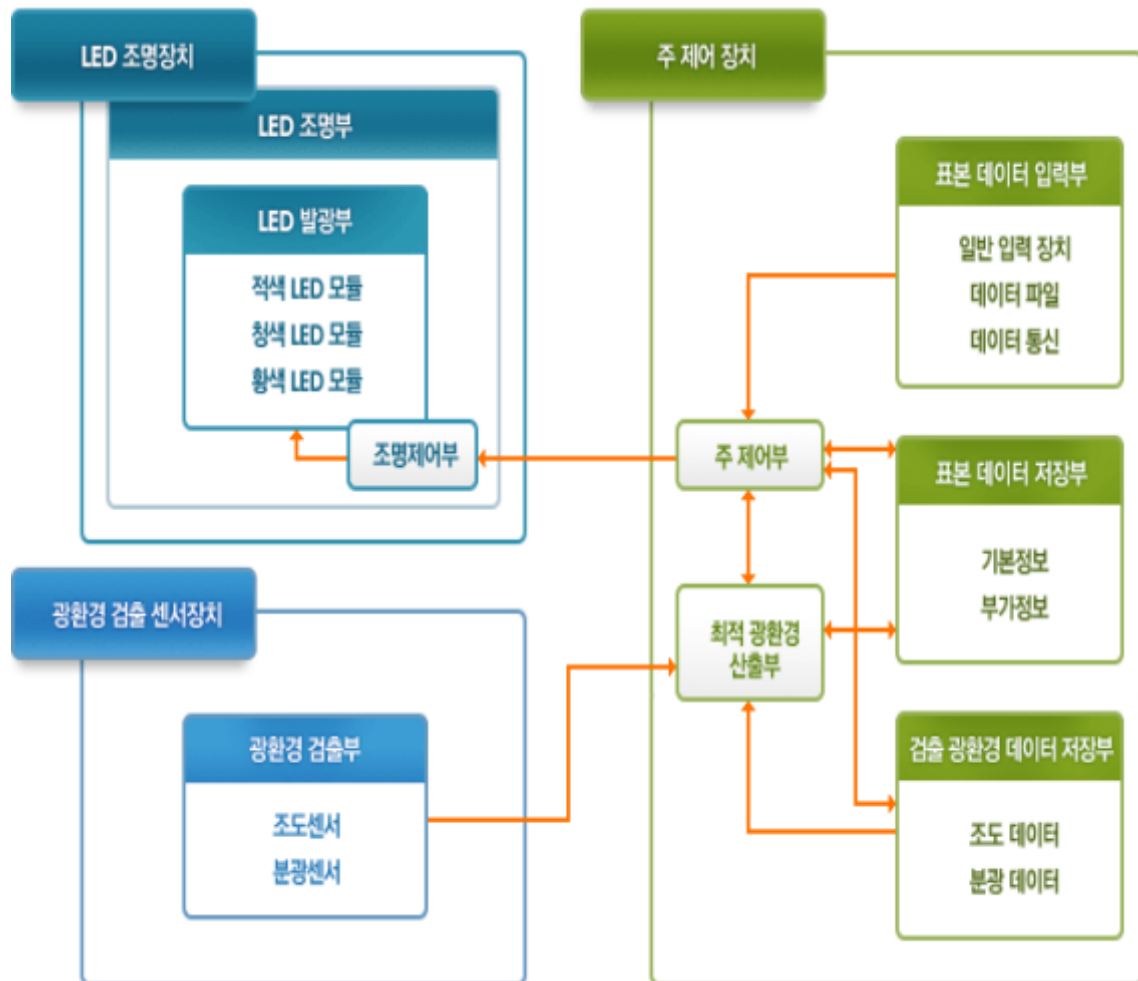 LED 조명장치
LED 조명부
LED 발광부
적색 LED 모듈
청색 LED 모듈
황색 LED 모듈
조명제어부
광환경 검출 센서장치
광환경 검출부
조도센서
분광센서
주 제어 장치
표본 데이터 입력부
일반 입력 장치
데이터 파일
데이터 통신
주 제어부
표본 데이터 저장부
기본정보
부가정보
최적 광환경
산출부
검출 광환경 데이터 저장부
조도 데이터
분광 데이터